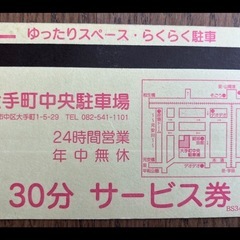 ゆったりスペース・らくらく駐車
大手町中央駐車場
市中区大手町1-5-29 TEL 082-541-1101
24時間営業
年中無休
30分 サービス券